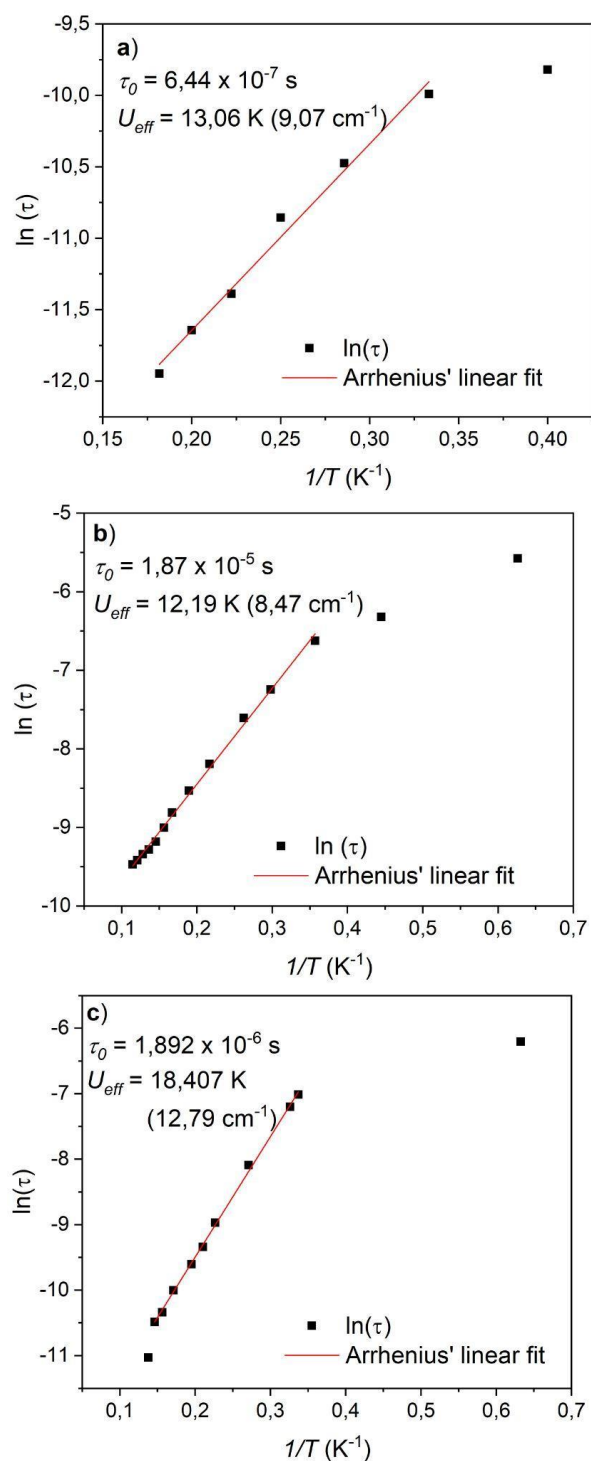 a)
τ0 = 6,44 x 10-7 s
Ueff = 13,06 K (9,07 cm-1)
-9,5
-10,0
-10,5
-11,0
-11,5
-12,0
ln (τ)
ln(τ)
Arrhenius' linear fit
0,15 0,20 0,25 0,30 0,35 0,40
1/T (K-1)
b)
τ0 = 1,87 x 10-5 s
Ueff = 12,19 K (8,47 cm-1)
-5
-6
-7
-8
-9
-10
ln (τ)
ln (τ)
Arrhenius' linear fit
0,1 0,2 0,3 0,4 0,5 0,6 0,7
1/T (K-1)
c)
τ0 = 1,892 x 10-6 s
Ueff = 18,407 K
(12,79 cm-1)
-6
-7
-8
-9
-10
-11
ln(τ)
ln(τ)
Arrhenius' linear fit
0,1 0,2 0,3 0,4 0,5 0,6 0,7
1/T (K-1)